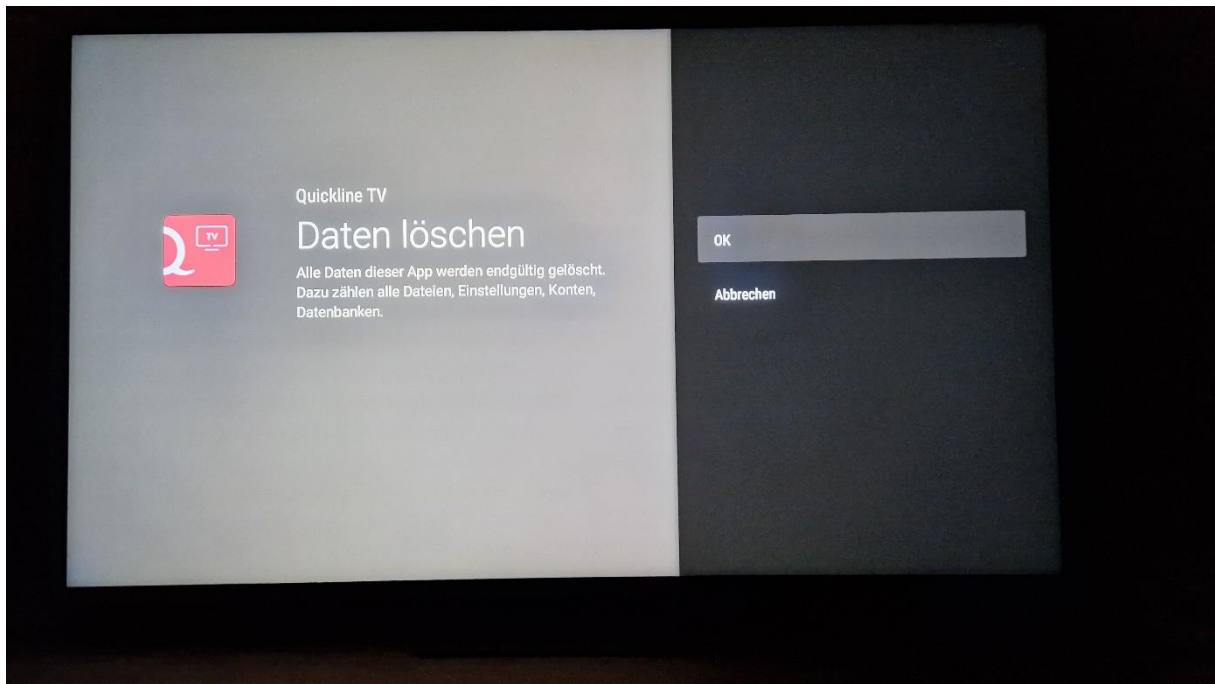 Quickline TV
Daten löschen
TV
Alle Daten dieser App werden endgültig gelöscht.
Dazu zählen alle Dateien, Einstellungen, Konten,
Datenbanken.
OK
Abbrechen